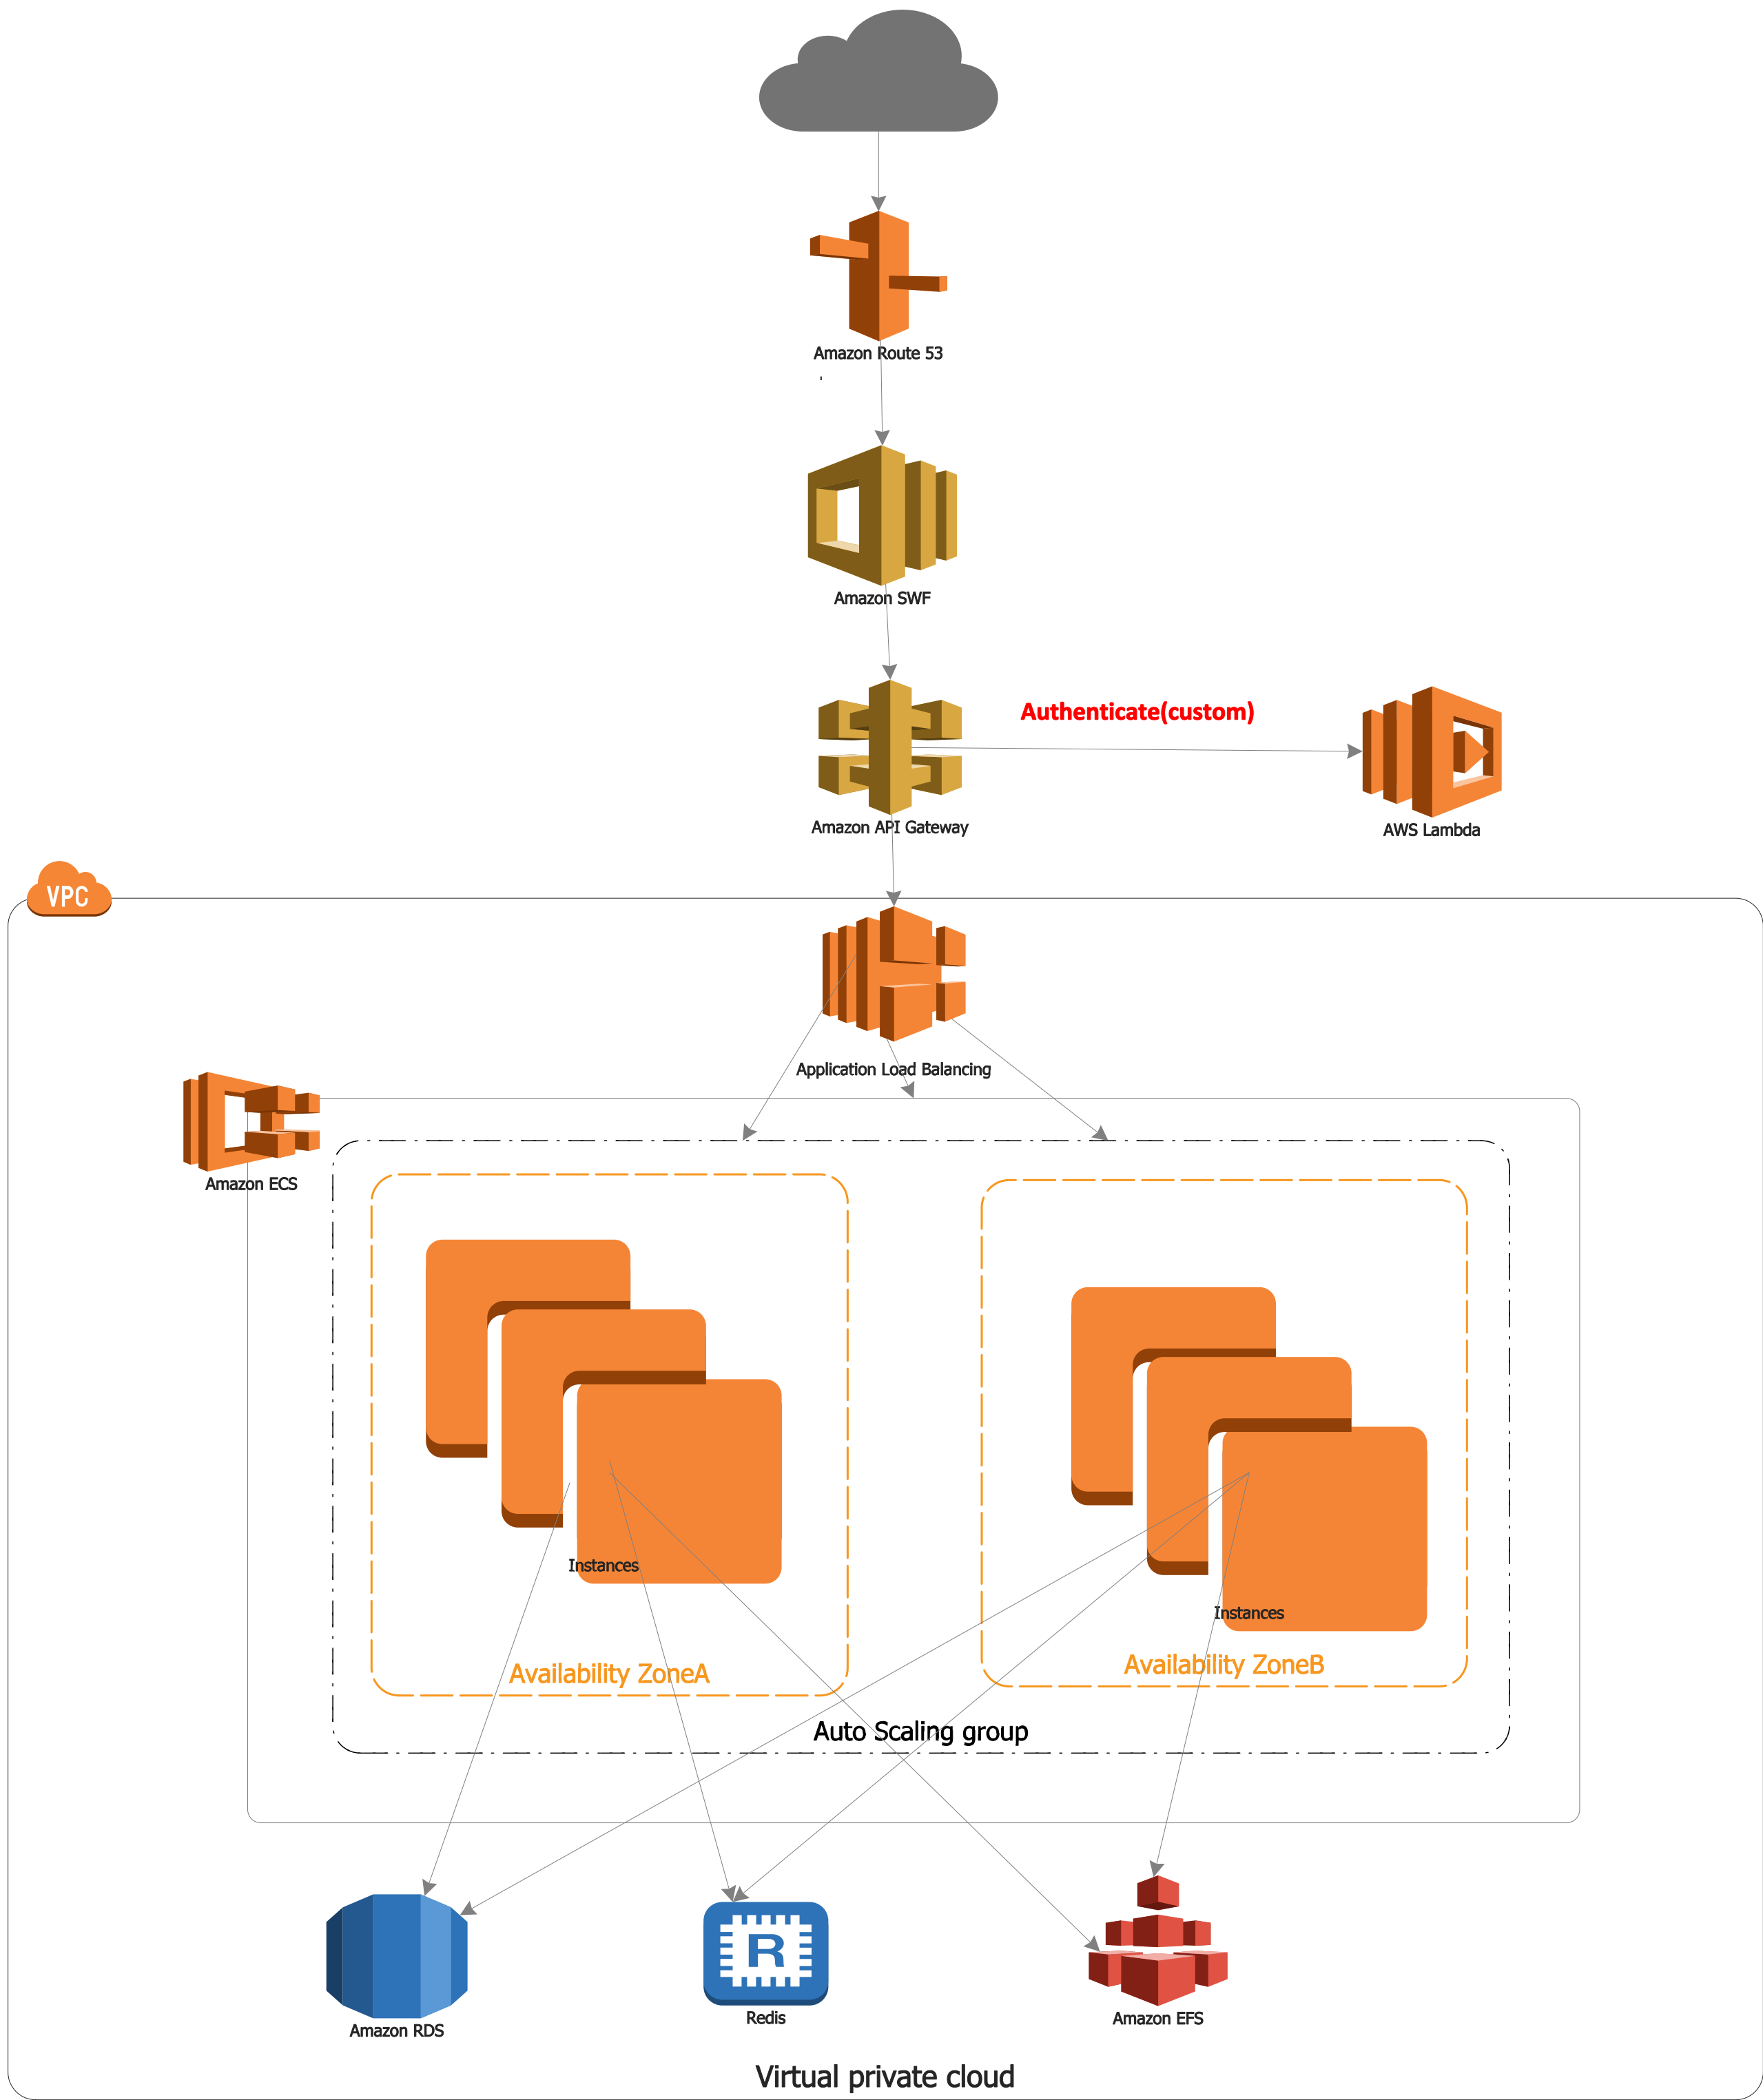 Amazon Route 53
'
Amazon SWF
Authenticate(custom)
Amazon API Gateway
AWS Lambda
VPC
Application Load Balancing
Amazon ECS
Instances
Instances
Availability ZoneA
Availability ZoneB
Auto Scaling group
R
Amazon RDS
Redis
Amazon EFS
Virtual private cloud